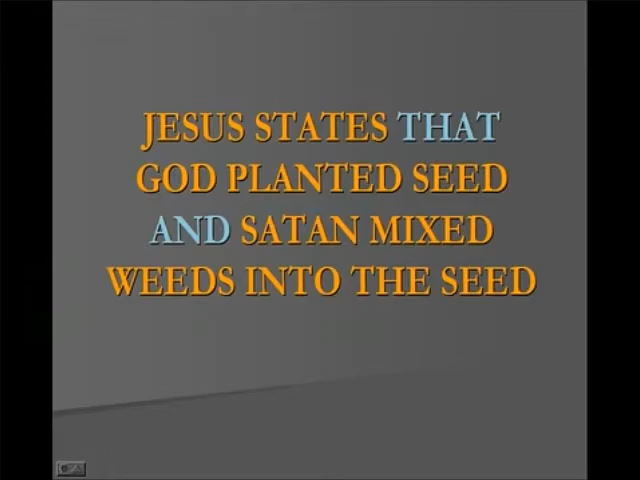 JESUS STATES THAT
GOD PLANTED SEED
AND SATAN MIXED
WEEDS INTO THE SEED